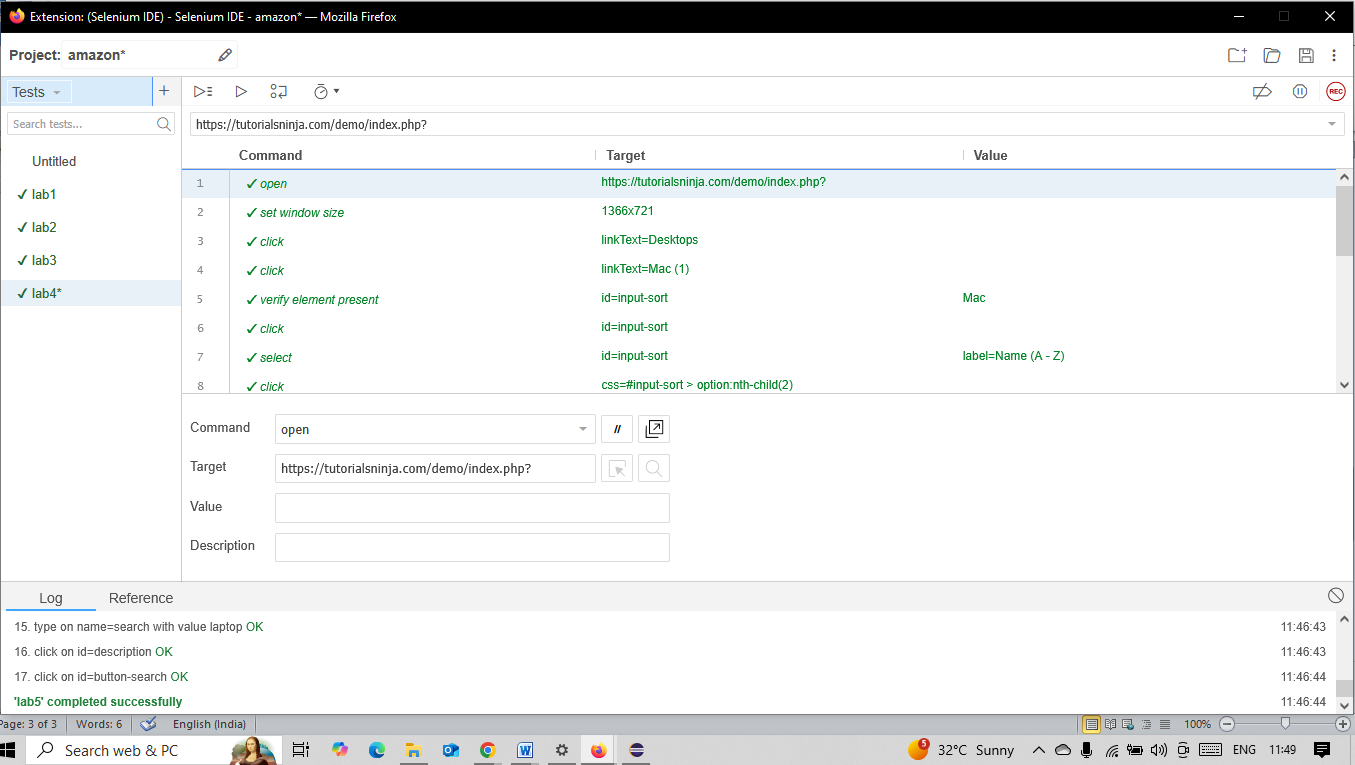 Extension: (Selenium IDE) - Selenium IDE - amazon* — Mozilla Firefox
Project: amazon*
Tests
Search tests...
Untitled
✓ lab1
✓ lab2
✓ lab3
✓ lab4*
REC
https://tutorialsninja.com/demo/index.php?
Command Target Value
1 ✓ open https://tutorialsninja.com/demo/index.php?
2 ✓ set window size 1366x721
3 ✓ click linkText=Desktops
4 ✓ click linkText=Mac (1)
5 ✓ verify element present id=input-sort Mac
6 ✓ click id=input-sort
7 ✓ select id=input-sort label=Name (A - Z)
8 ✓ click css=#input-sort > option:nth-child(2)
Command open //
Target https://tutorialsninja.com/demo/index.php?
Value
Description
Log Reference
15. type on name=search with value laptop OK 11:46:43
16. click on id=description OK 11:46:43
17. click on id=button-search OK 11:46:44
'lab5' completed successfully 11:46:44
Page: 3 of 3 Words: 6 English (India) 100%
Search web & PC 5 32°C Sunny ENG 11:49